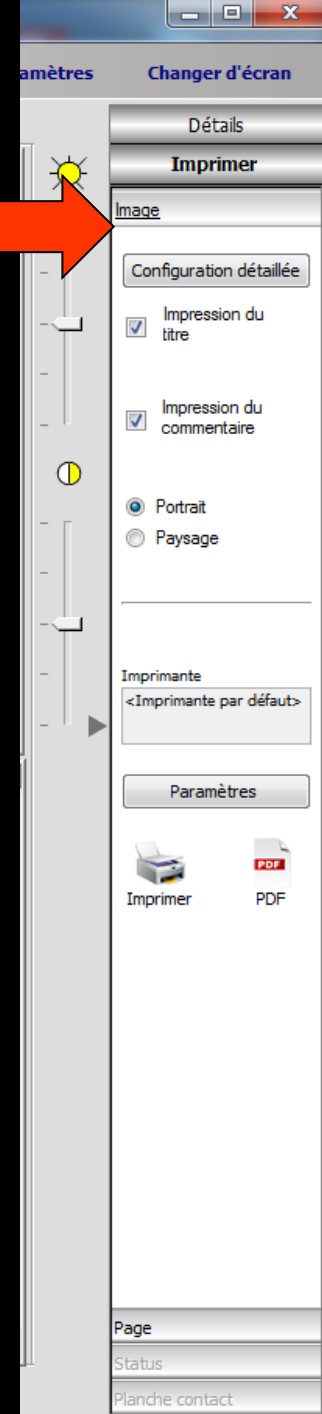 amètres Changer d'écran
Détails
Imprimer
Image
Configuration détaillée
Impression du
titre
Impression du
commentaire
Portrait
Paysage
Imprimante
<Imprimante par défaut>
Paramètres
PDF
Imprimer PDF
Page
Status
Planche contact